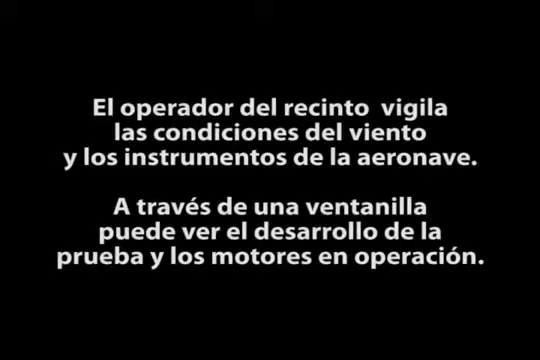 El operador del recinto vigila
las condiciones del viento
y los instrumentos de la aeronave.
A través de una ventanilla
puede ver el desarrollo de la
prueba y los motores en operación.